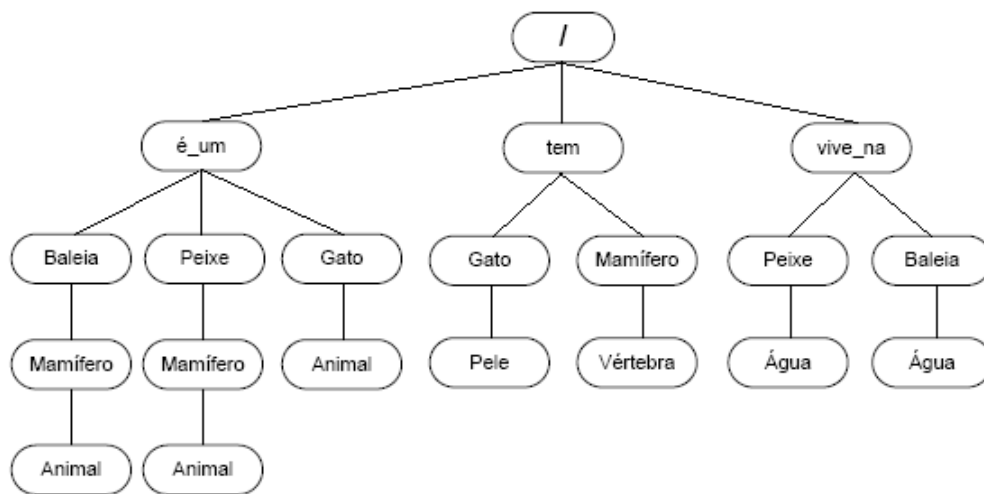 /
é_um
tem
vive_na
Baleia
Peixe
Gato
Gato
Mamífero
Peixe
Baleia
Mamífero
Mamífero
Animal
Pele
Vértebra
Água
Água
Animal
Animal